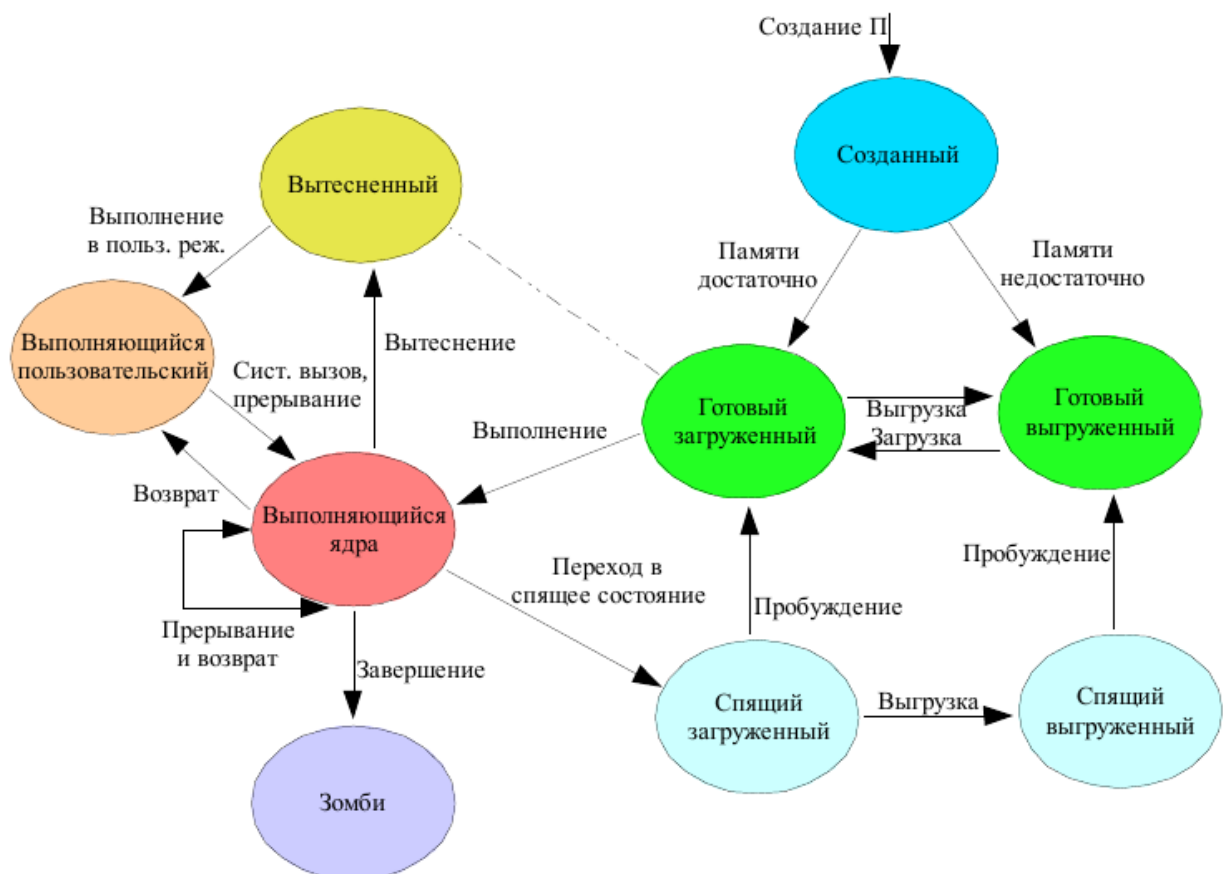 Создание П
Созданный
Вытесненный
Выполнение
в польз. реж.
Памяти
достаточно
Памяти
недостаточно
Выполняющийся
пользовательский
Вытеснение
Сист. вызов,
прерывание
Готовый
загруженный
Выгрузка
Загрузка
Готовый
выгруженный
Выполнение
Возврат
Выполняющийся
ядра
Переход в
спящее состояние
Пробуждение
Пробуждение
Прерывание
и возврат
Завершение
Спящий
загруженный
Выгрузка
Спящий
выгруженный
Зомби